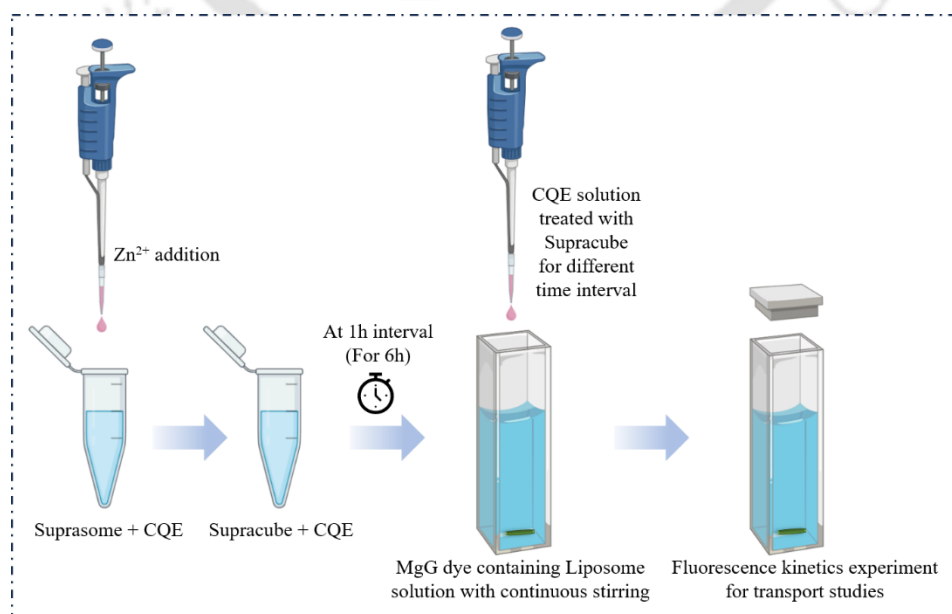 Zn²⁺ addition
CQE solution
treated with
Supracube
for different
time interval
At 1h interval
(For 6h)
Suprasome + CQE
Supracube + CQE
MgG dye containing Liposome
solution with continuous stirring
Fluorescence kinetics experiment
for transport studies